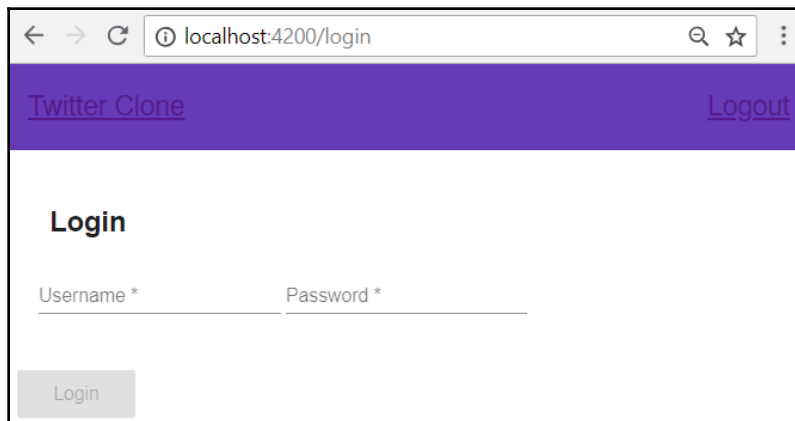 localhost:4200/login
Twitter Clone Logout
Login
Username * Password *
Login